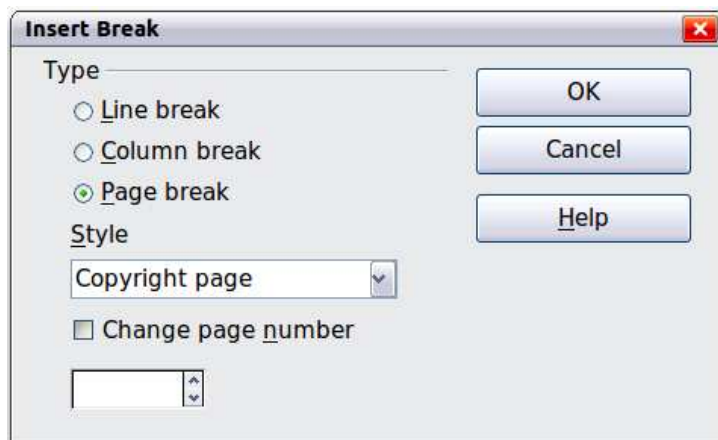 Insert Break
Type
Line break
Column break
Page break
Style
Copyright page
Change page number
OK
Cancel
Help